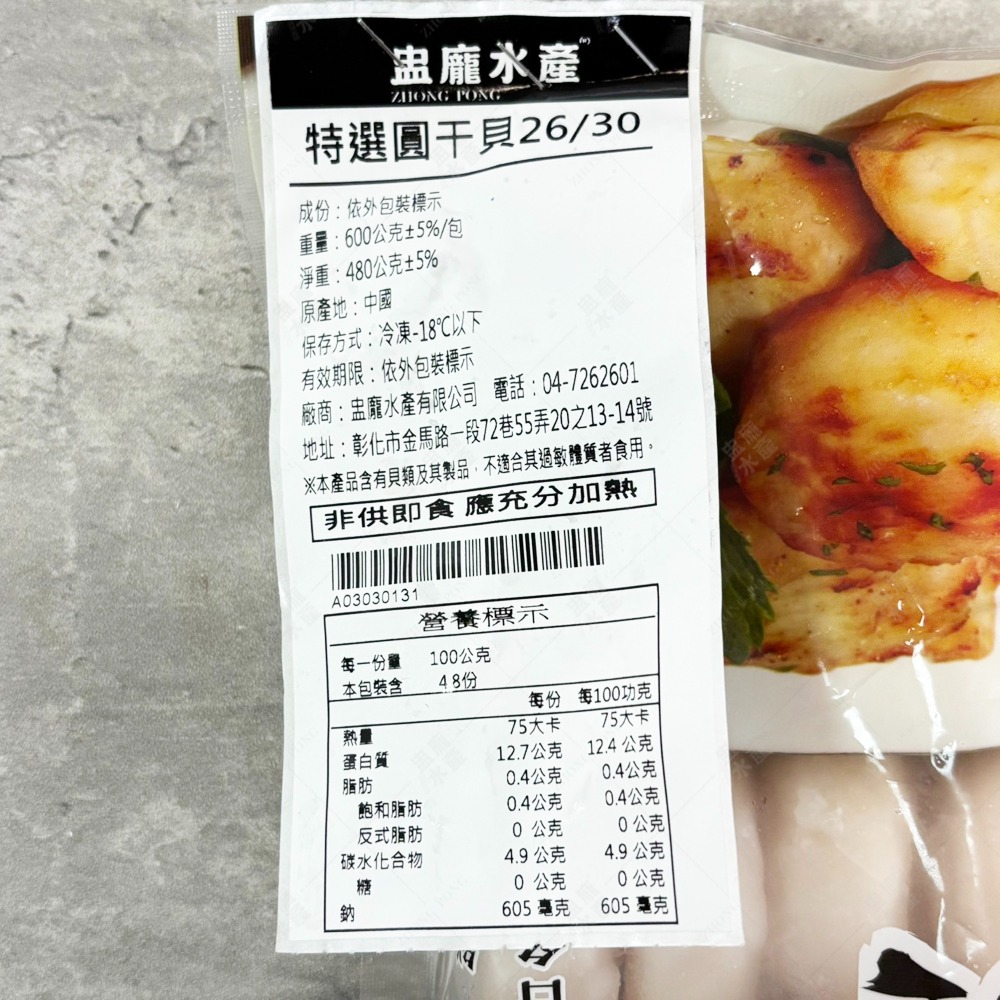 盅龐水產
ZHONG PONG
特選圓干貝26/30
成份：依外包裝標示
重量：600公克±5%/包
淨重：480公克±5%
原產地：中國
保存方式：冷凍-18℃以下
有效期限：依外包裝標示
廠商：盅龐水產有限公司 電話：04-7262601
地址：彰化市金馬路一段72巷55弄20之13-14號
※本產品含有貝類及其製品，不適合其過敏體質者食用。
非供即食 應充分加熱
A03030131
營養標示
每一份量 100公克
本包裝含 4.8份
每份 每100功克
熱量 75大卡 75大卡
蛋白質 12.7公克 12.4 公克
脂肪 0.4公克 0.4公克
飽和脂肪 0.4公克 0.4公克
反式脂肪 0 公克 0 公克
碳水化合物 4.9 公克 4.9 公克
糖 0 公克 0 公克
鈉 605 毫克 605 毫克